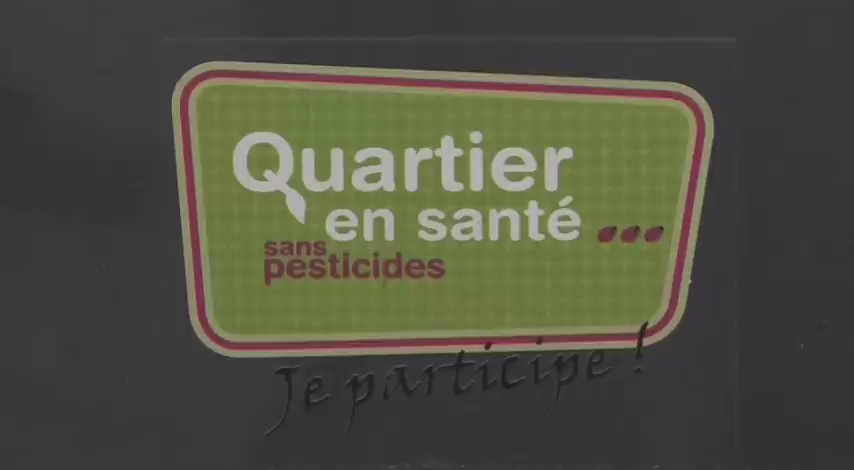 Quartier
en santé...
sans
pesticides
Je participe !